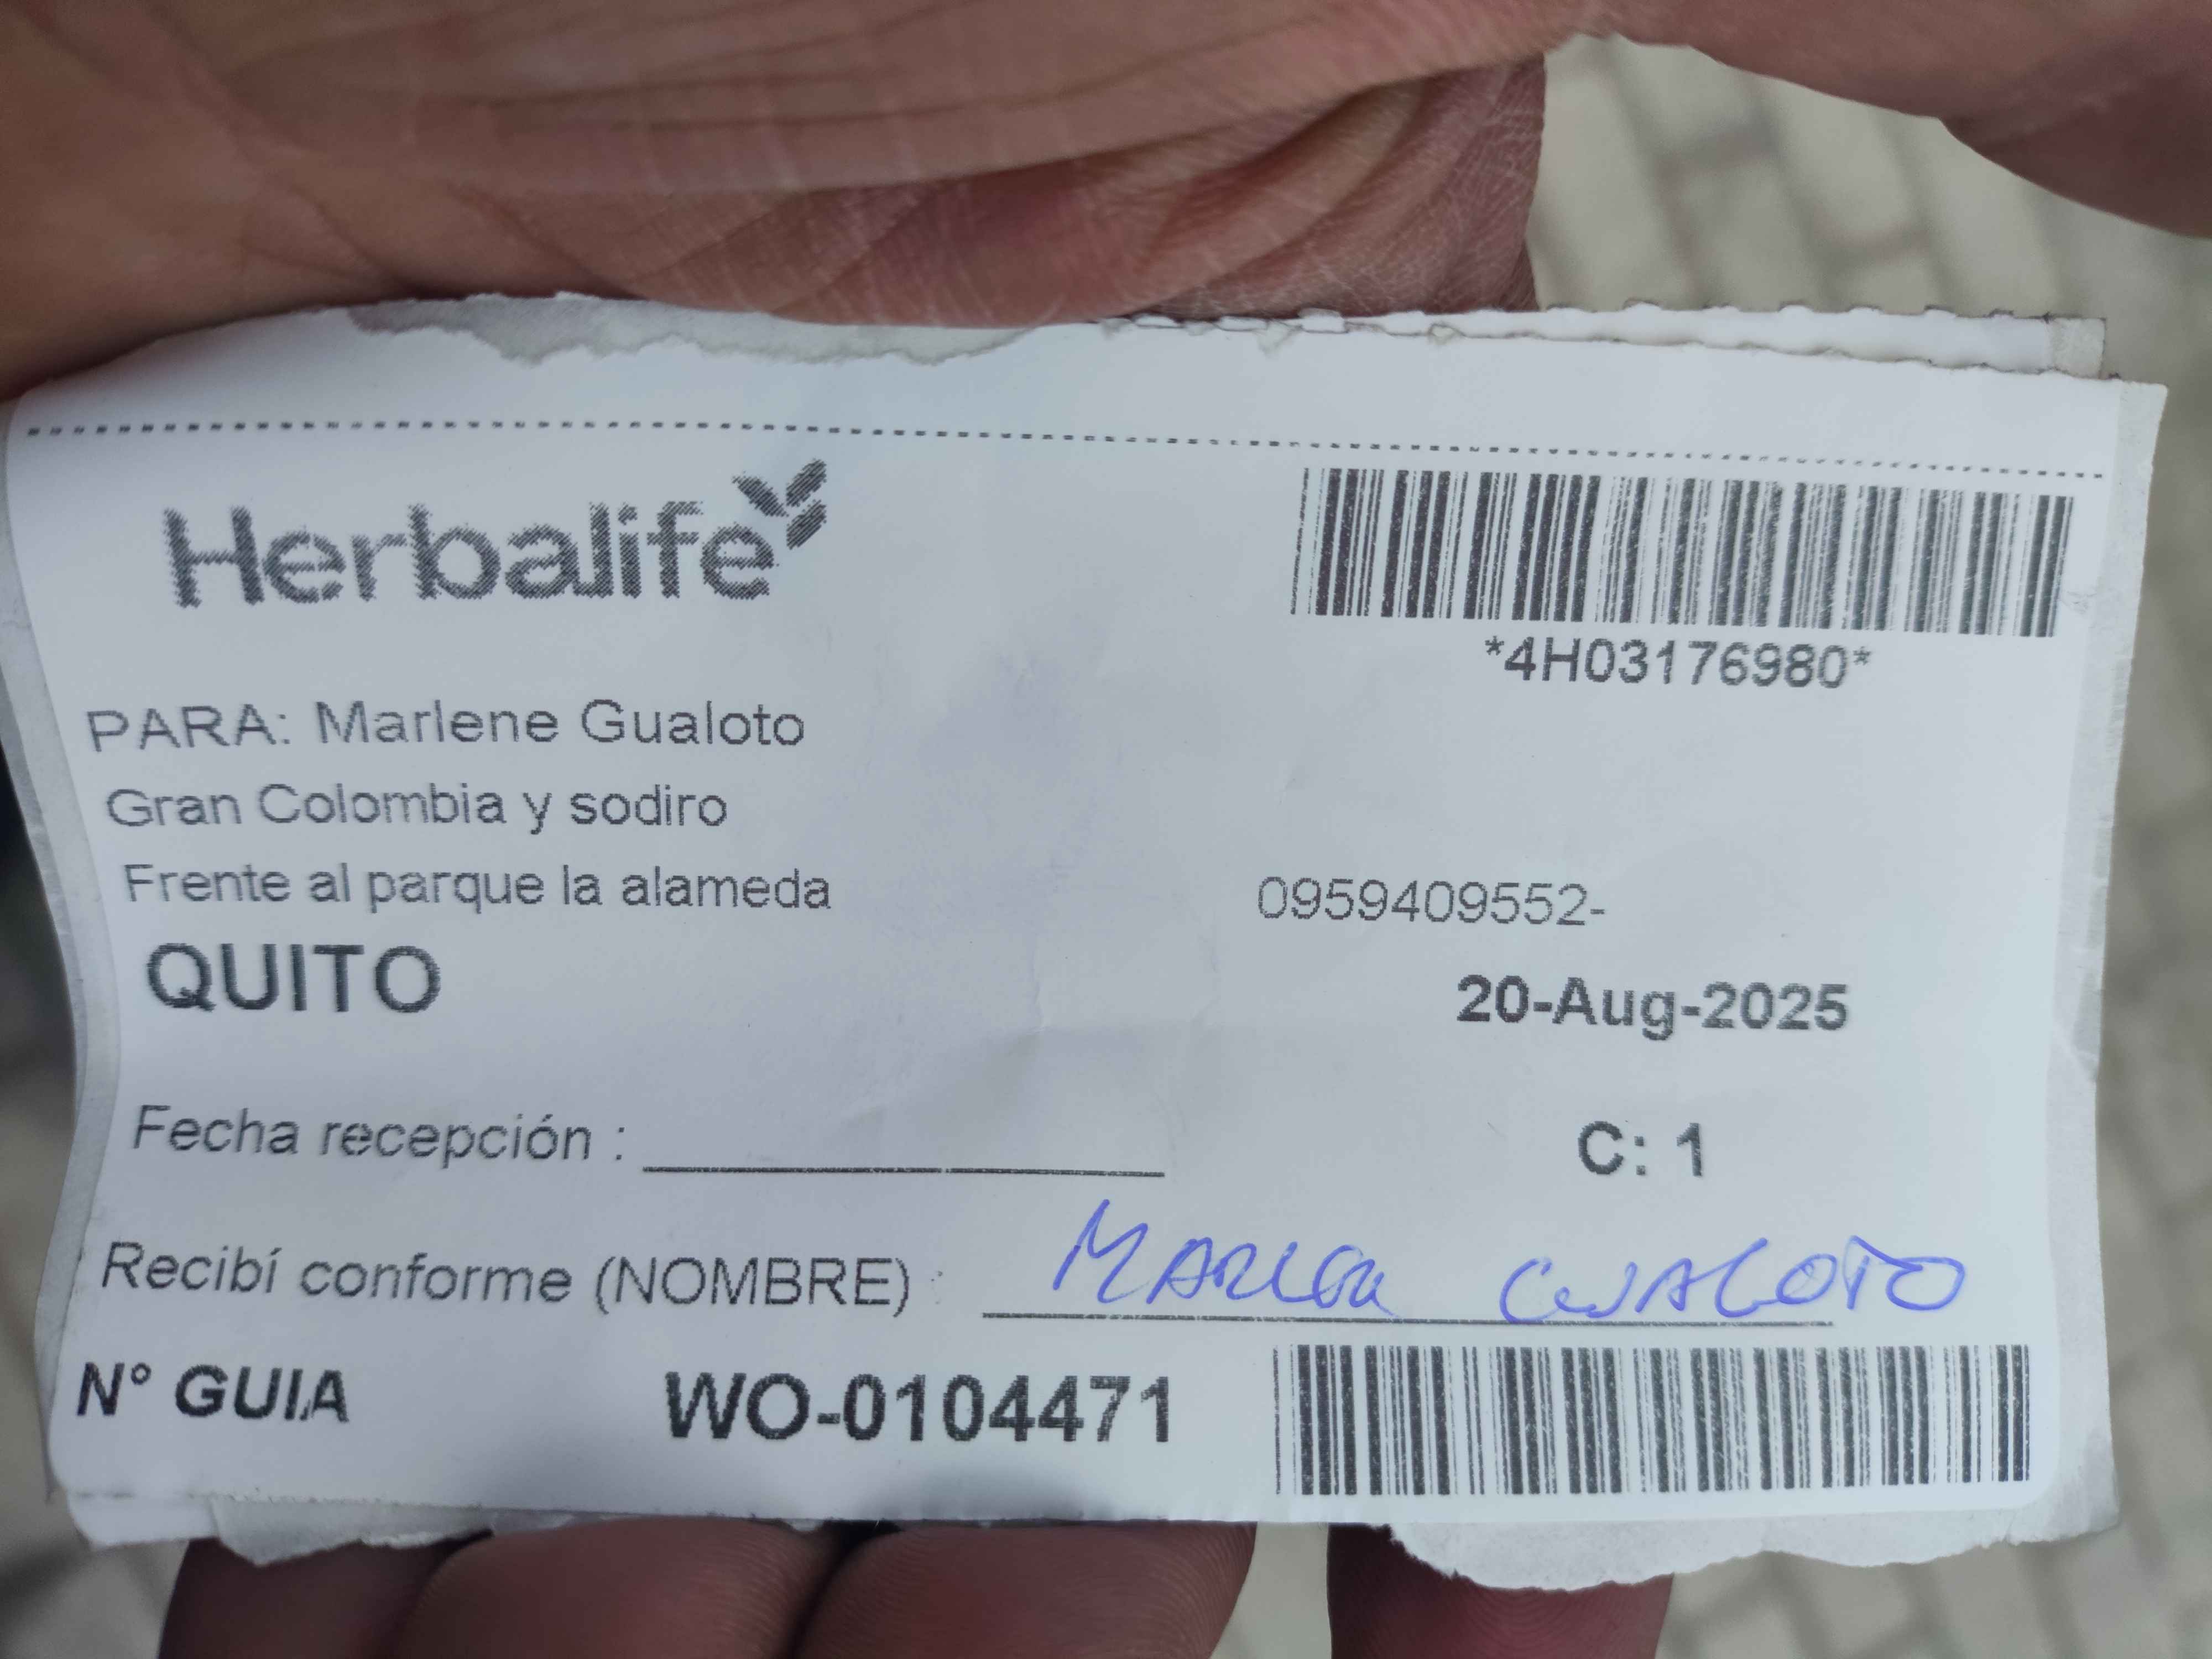 Herbalife
*4H03176980*
PARA: Marlene Gualoto
Gran Colombia y sodiro
Frente al parque la alameda
0959409552-
QUITO
20-Aug-2025
Fecha recepción :
C: 1
Recibí conforme (NOMBRE) : GUALOTO
N° GUIA WO-0104471